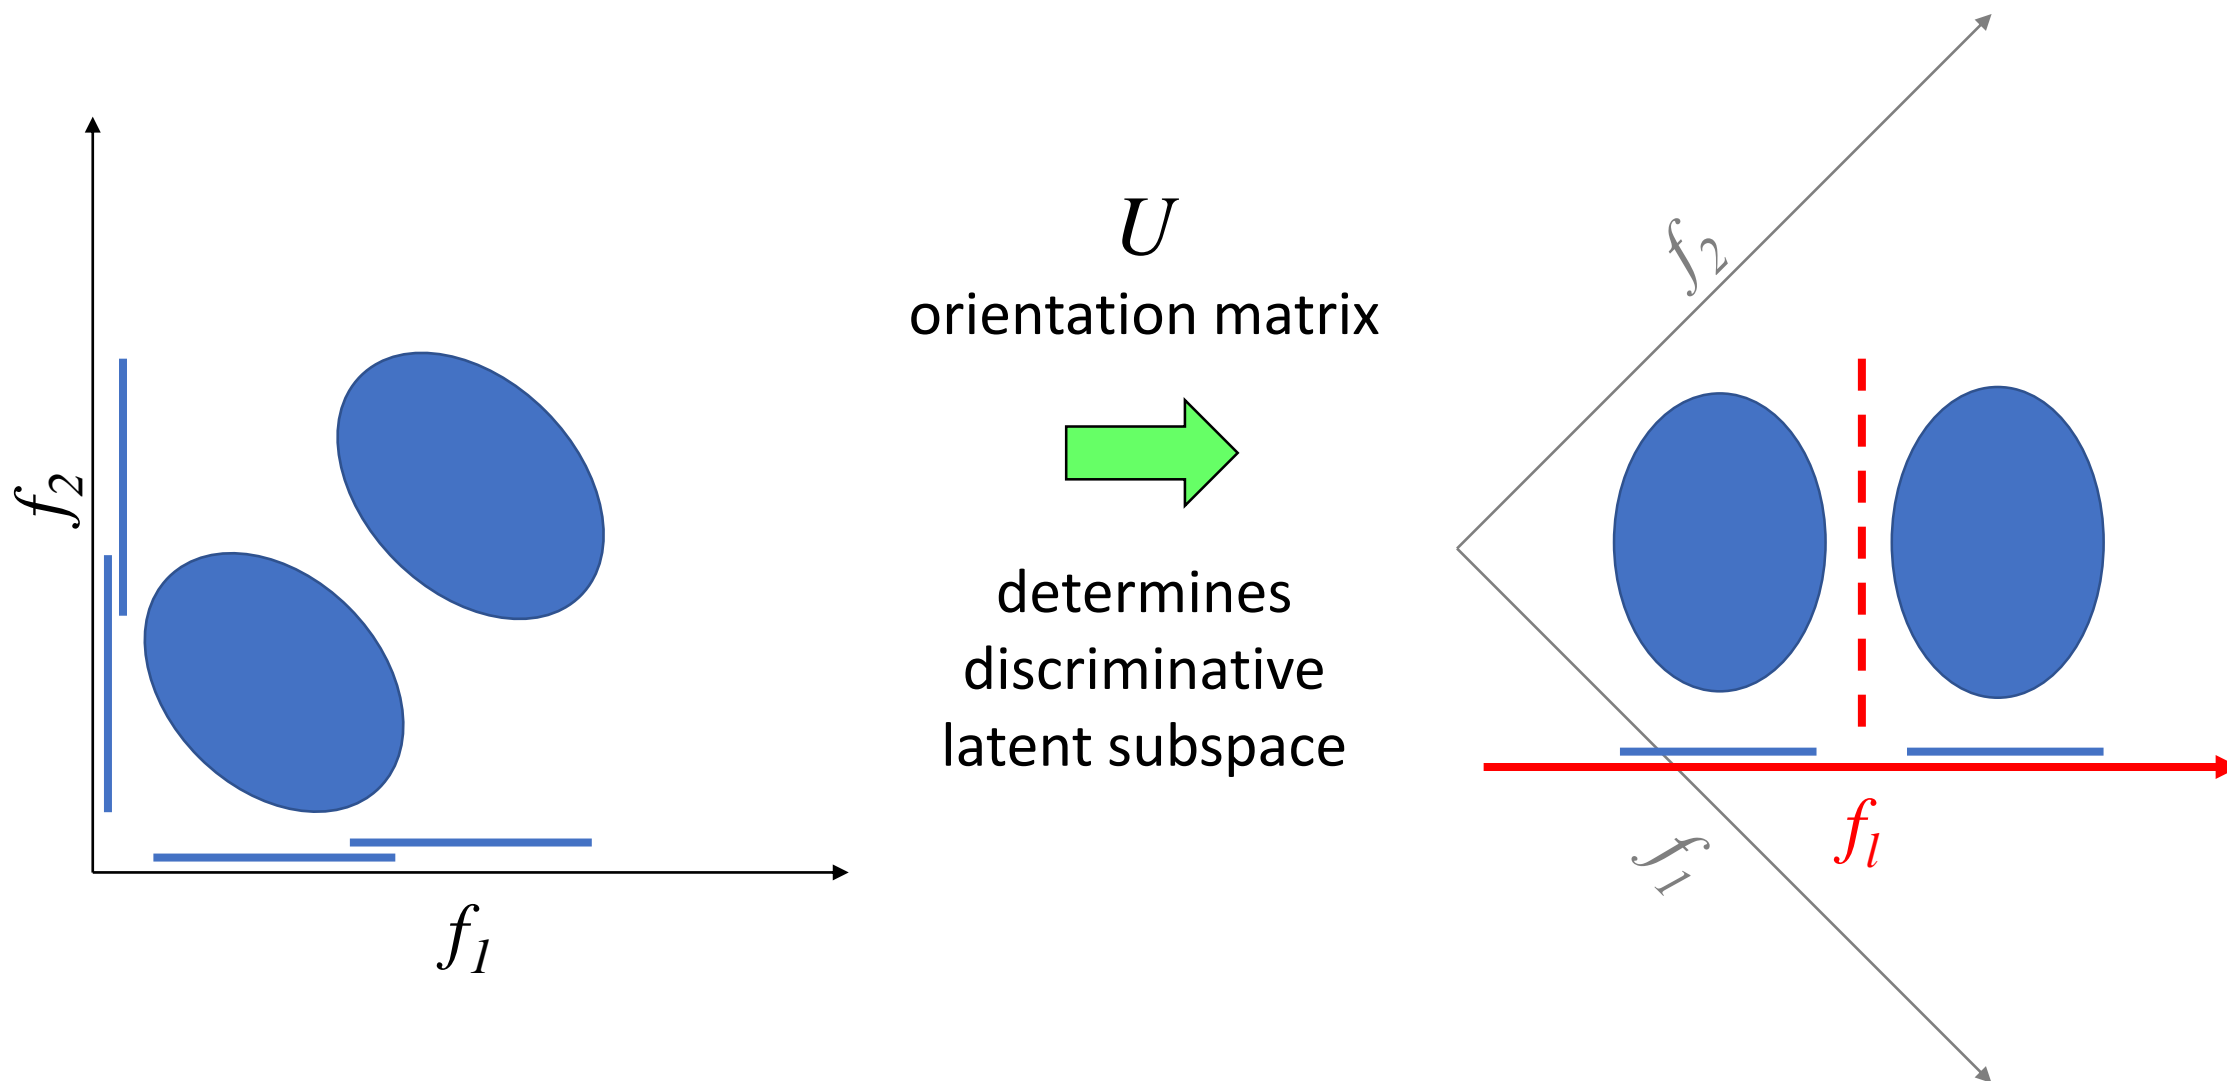 f2
f1
U
orientation matrix
determines
discriminative
latent subspace
f2
f1
fl